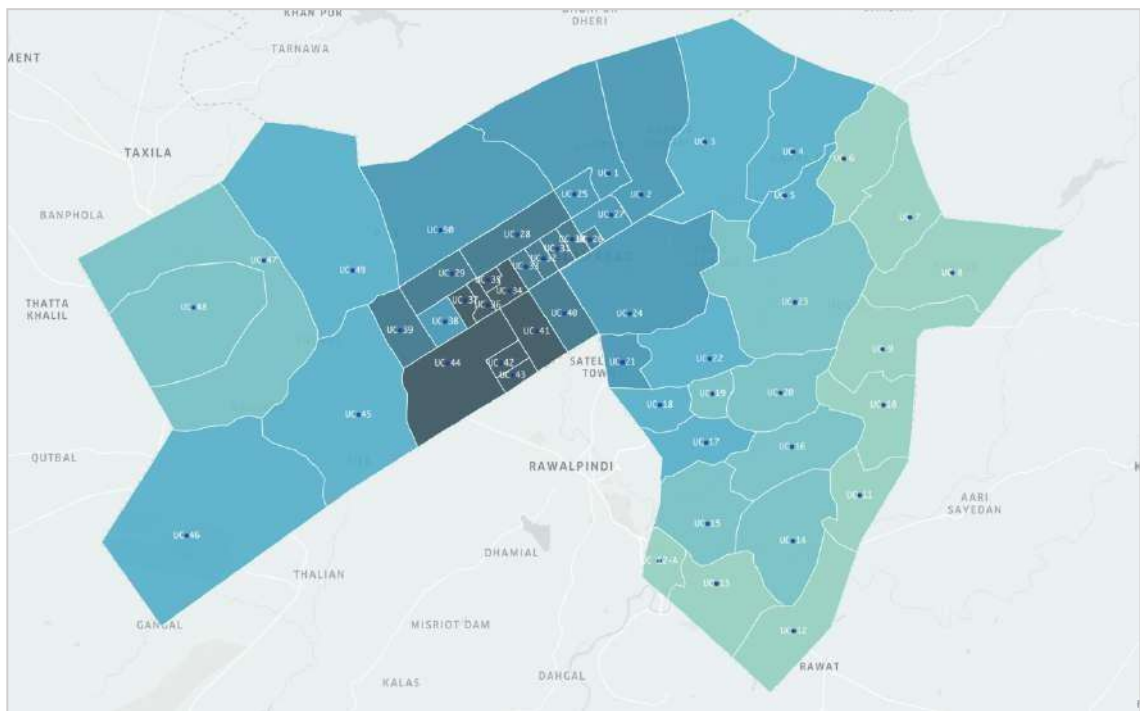 KHAN PUR
DHERI
TARNAWA
MENT
TAXILA
BANPHOLA
THATTA
KHALIL
QUTBAL
GANGAL
THALIAN
KALAS
MISRIOT DAM
DHAMIAL
DAHGAL
RAWALPINDI
SATEL
TOW
AARI
SAYEDAN
RAWAT
UC 1
UC 2
UC 3
UC 4
UC 5
UC 6
UC 7
UC 8
UC 9
UC 10
UC 11
UC 12
UC 13
UC 14
UC 15
UC 16
UC 17
UC 18
UC 19
UC 20
UC 21
UC 22
UC 23
UC 24
UC 25
UC 26
UC 27
UC 28
UC 29
UC 31
UC 32
UC 34
UC 35
UC 36
UC 37
UC 38
UC 39
UC 40
UC 41
UC 42
UC 43
UC 44
UC 45
UC 46
UC 47
UC 48
UC 49
UC 50